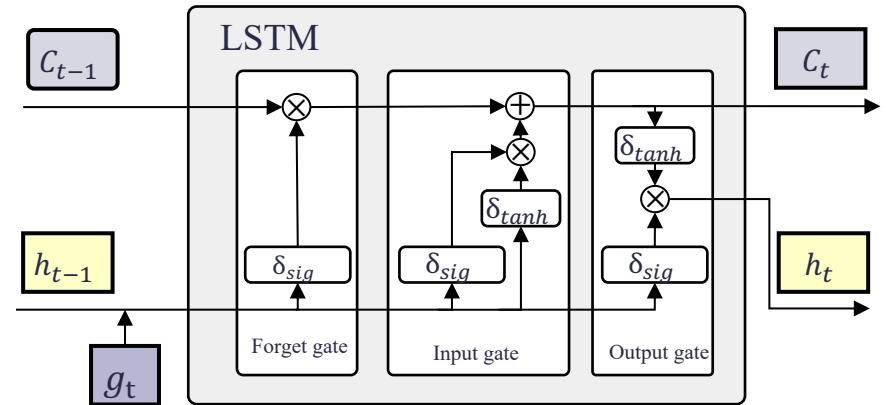 LSTM
C_{t−1}
C_t
×
+
×
δ_{tanh}
δ_{tanh}
×
h_{t−1}
δ_{sig}
δ_{sig}
δ_{sig}
h_t
Forget gate
Input gate
Output gate
g_t